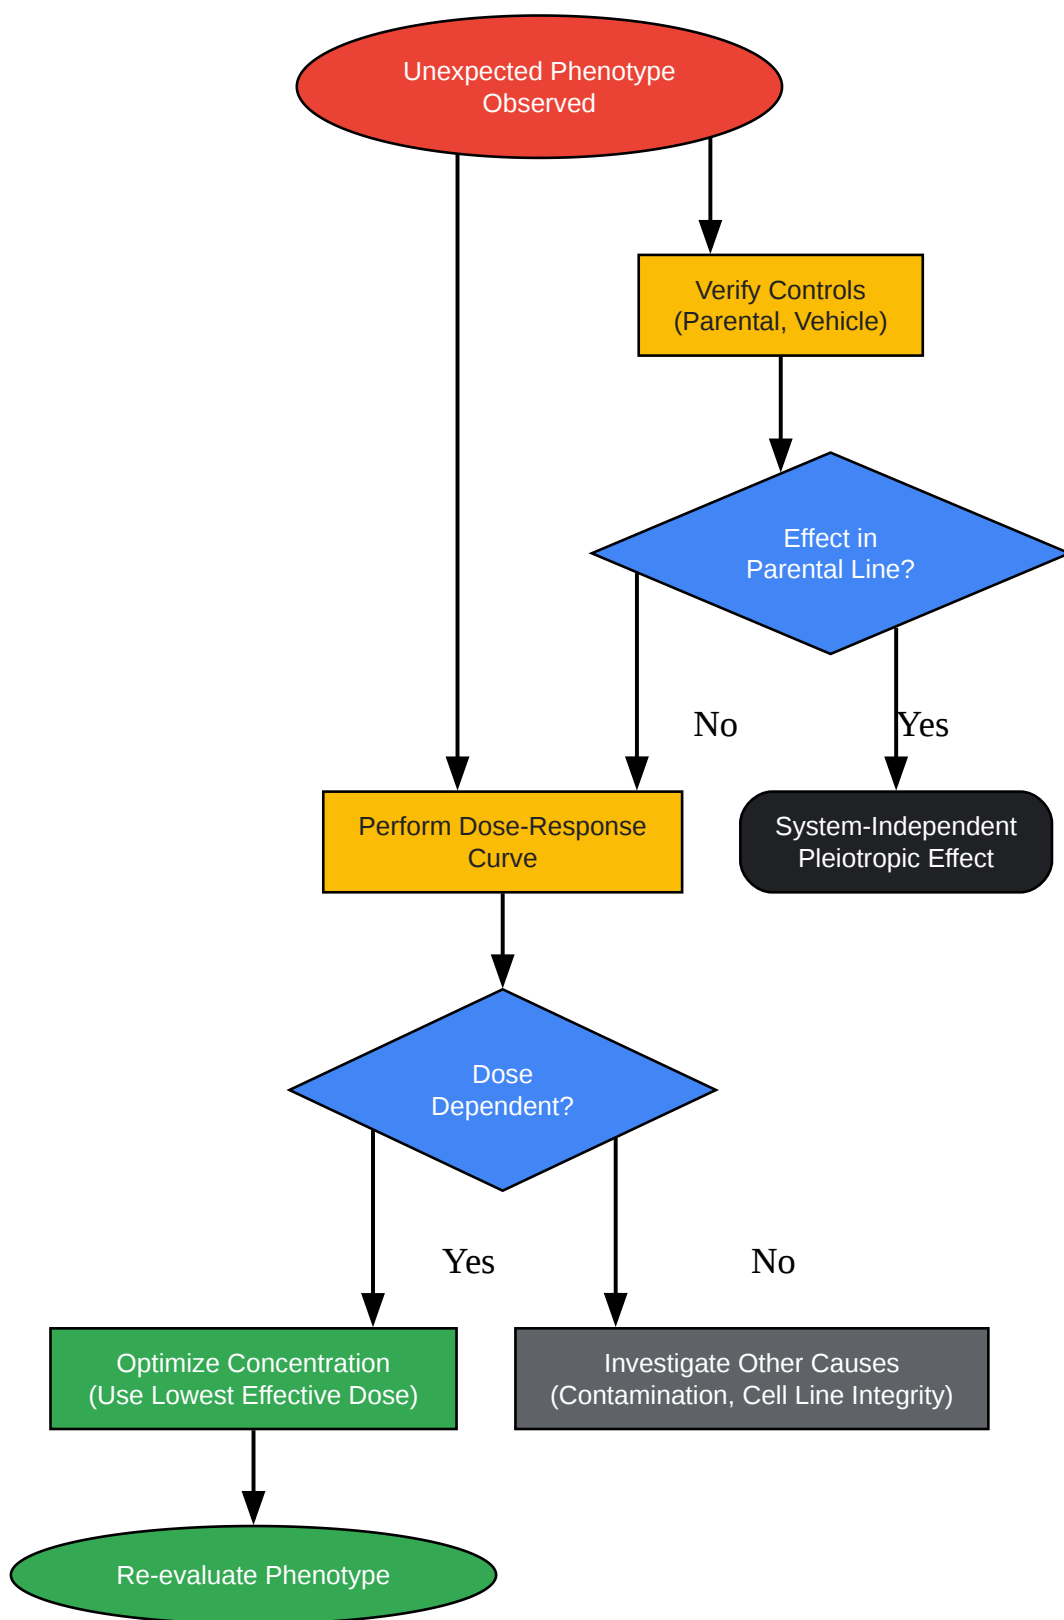 Unexpected Phenotype
Observed
Verify Controls
(Parental, Vehicle)
Effect in
Parental Line?
No
Yes
Perform Dose-Response
Curve
System-Independent
Pleiotropic Effect
Dose
Dependent?
Yes
No
Optimize Concentration
(Use Lowest Effective Dose)
Investigate Other Causes
(Contamination, Cell Line Integrity)
Re-evaluate Phenotype